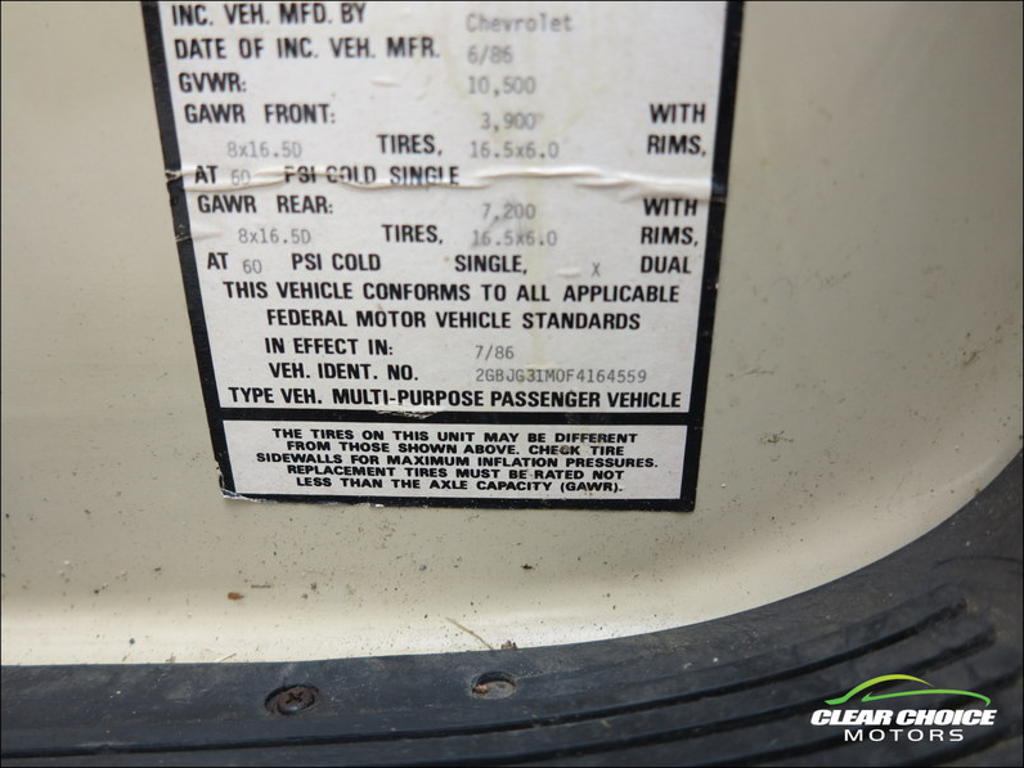 INC. VEH. MFD. BY Chevrolet
DATE OF INC. VEH. MFR. 6/86
GVWR: 10,500
GAWR FRONT: 3,900 WITH
8x16.5D TIRES, 16.5x6.0 RIMS,
AT 60 PSI COLD SINGLE
GAWR REAR: 7,200 WITH
8x16.5D TIRES, 16.5x6.0 RIMS,
AT 60 PSI COLD SINGLE, X DUAL
THIS VEHICLE CONFORMS TO ALL APPLICABLE
FEDERAL MOTOR VEHICLE STANDARDS
IN EFFECT IN: 7/86
VEH. IDENT. NO. 2GBJG31M0F4164559
TYPE VEH. MULTI-PURPOSE PASSENGER VEHICLE
THE TIRES ON THIS UNIT MAY BE DIFFERENT
FROM THOSE SHOWN ABOVE. CHECK TIRE
SIDEWALLS FOR MAXIMUM INFLATION PRESSURES.
REPLACEMENT TIRES MUST BE RATED NOT
LESS THAN THE AXLE CAPACITY (GAWR).
CLEAR CHOICE
MOTORS